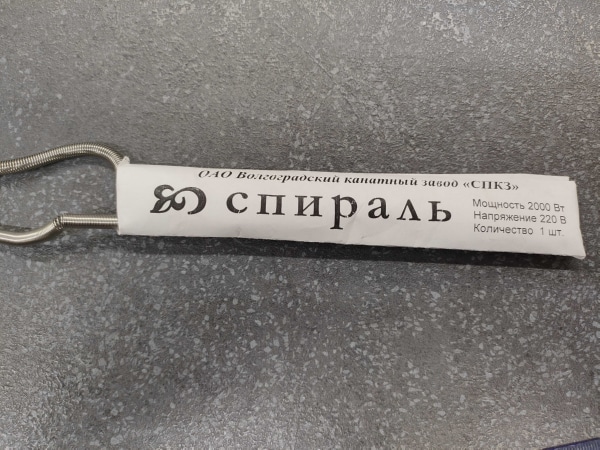 ОАО Волгоградский канатный завод «СПКЗ»
спираль
Мощность 2000 Вт
Напряжение 220 В
Количество 1 шт.